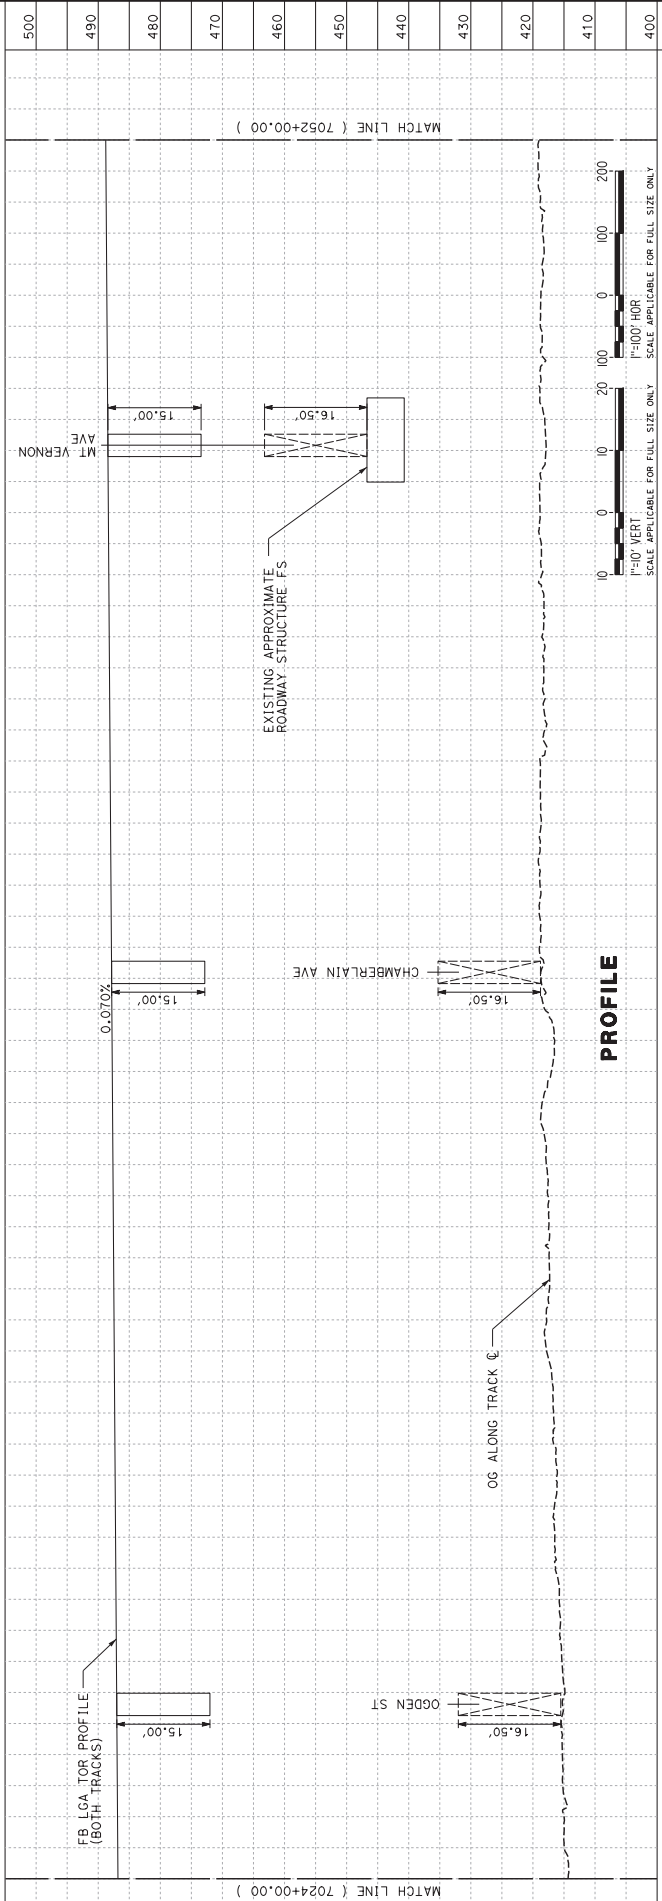 500
490
480
470
460
450
440
430
420
410
400
MATCH LINE ( 7052+00.00 )
MATCH LINE ( 7024+00.00 )
FB LGA TOR PROFILE
(BOTH TRACKS)
0.070%
15.00'
16.50'
OGDEN ST
15.00'
16.50'
CHAMBERLAIN AVE
15.00'
16.50'
MT VERNON
AVE
EXISTING APPROXIMATE
ROADWAY STRUCTURE FS
OG ALONG TRACK ℄
PROFILE
10 0 10 20
1"=10' VERT
SCALE APPLICABLE FOR FULL SIZE ONLY
100 0 100 200
1"=100' HOR
SCALE APPLICABLE FOR FULL SIZE ONLY